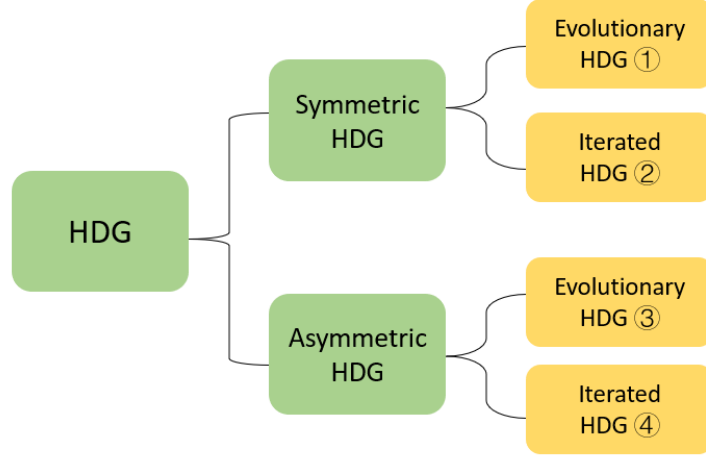 HDG
Symmetric
HDG
Evolutionary
HDG ①
Iterated
HDG ②
Asymmetric
HDG
Evolutionary
HDG ③
Iterated
HDG ④